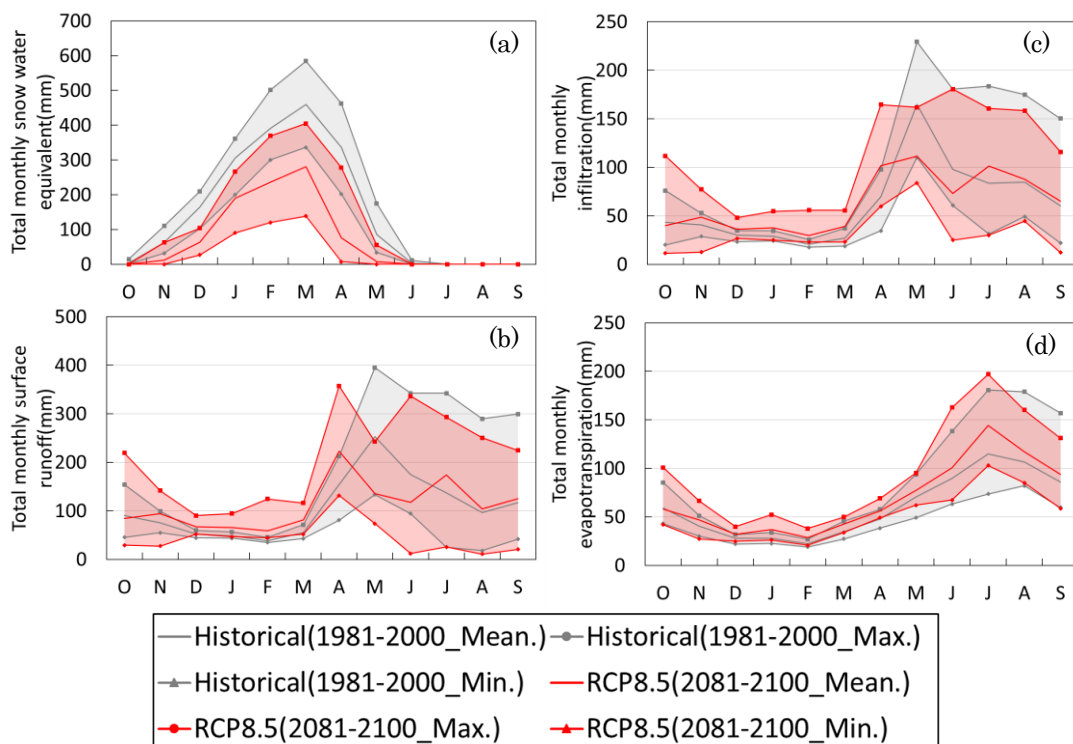 Total monthly snow water
equivalent(mm)
700
600
500
400
300
200
100
0
(a)
O N D J F M A M J J A S
Total monthly
infiltration(mm)
250
200
150
100
50
0
(c)
O N D J F M A M J J A S
Total monthly surface
runoff(mm)
500
400
300
200
100
0
(b)
O N D J F M A M J J A S
Total monthly
evapotranspiration(mm)
250
200
150
100
50
0
(d)
O N D J F M A M J J A S
Historical(1981-2000_Mean.)
Historical(1981-2000_Max.)
Historical(1981-2000_Min.)
RCP8.5(2081-2100_Mean.)
RCP8.5(2081-2100_Max.)
RCP8.5(2081-2100_Min.)